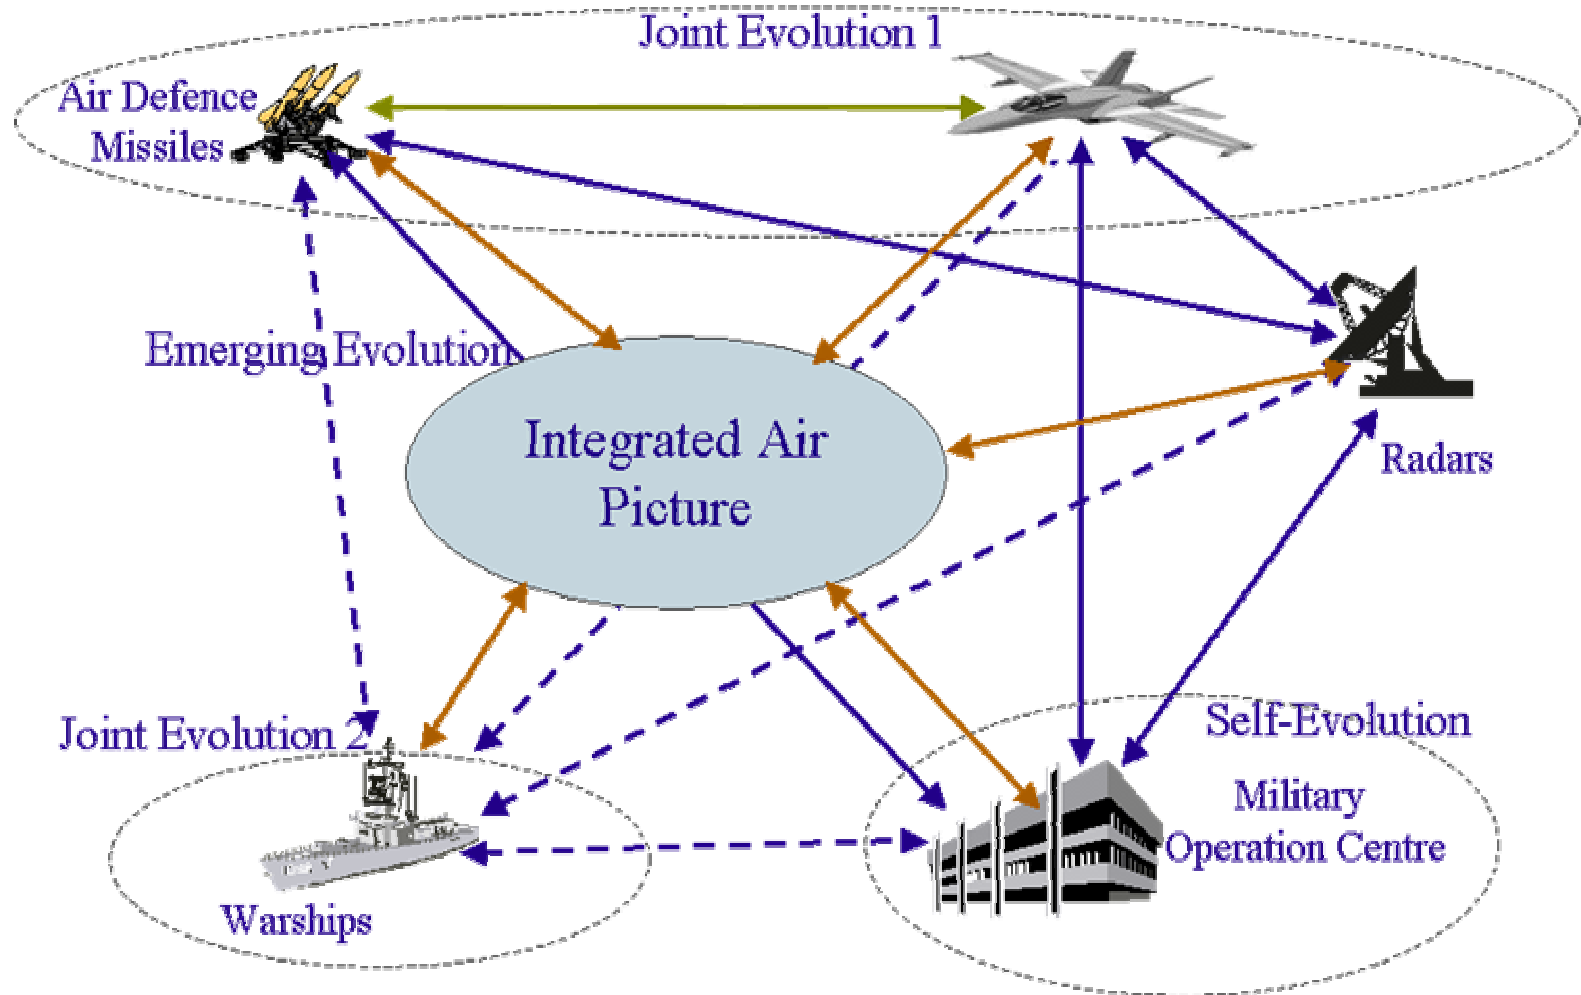 Joint Evolution 1
Air Defence
Missiles
Emerging Evolution
Integrated Air
Picture
Radars
Joint Evolution 2
Self-Evolution
Military
Operation Centre
Warships